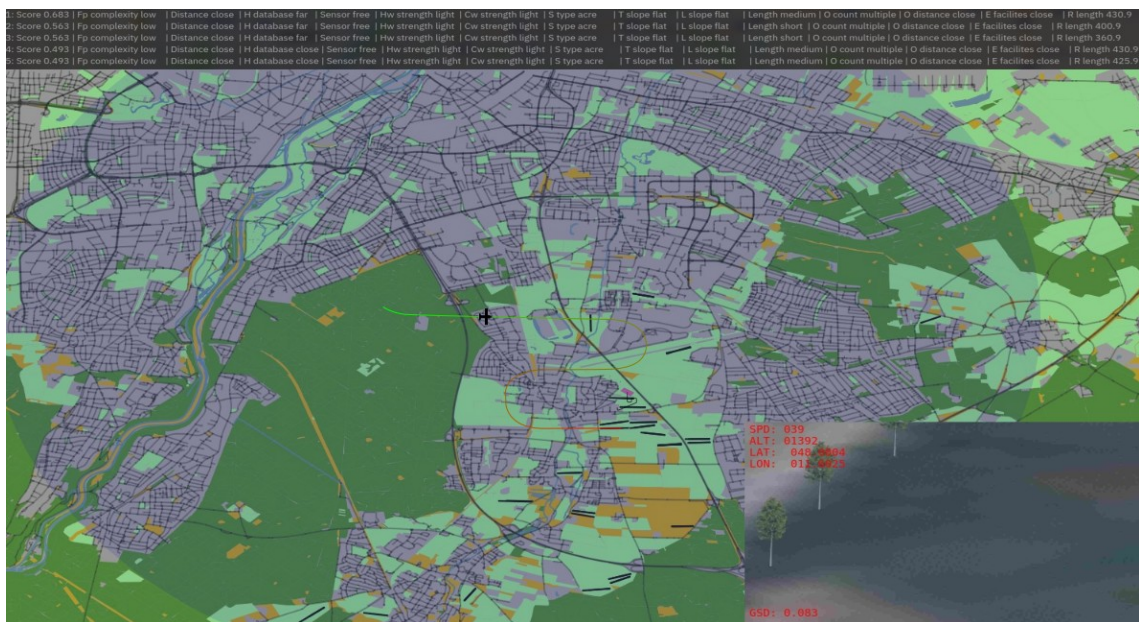 1: Score 0.683 | Fp complexity low | Distance close | H database far | Sensor free | Hw strength light | Cw strength light | S type acre | T slope flat | L slope flat | Length medium | O count multiple | O distance close | E facilites close | R length 430.9
2: Score 0.563 | Fp complexity low | Distance close | H database far | Sensor free | Hw strength light | Cw strength light | S type acre | T slope flat | L slope flat | Length short | O count multiple | O distance close | E facilites close | R length 400.9
3: Score 0.563 | Fp complexity low | Distance close | H database far | Sensor free | Hw strength light | Cw strength light | S type acre | T slope flat | L slope flat | Length short | O count multiple | O distance close | E facilites close | R length 360.9
4: Score 0.493 | Fp complexity low | Distance close | H database close | Sensor free | Hw strength light | Cw strength light | S type acre | T slope flat | L slope flat | Length medium | O count multiple | O distance close | E facilites close | R length 430.9
5: Score 0.493 | Fp complexity low | Distance close | H database close | Sensor free | Hw strength light | Cw strength light | S type acre | T slope flat | L slope flat | Length medium | O count multiple | O distance close | E facilites close | R length 425.9
SPD: 039
ALT: 01392
LAT:
LON:
GSD: 0.083